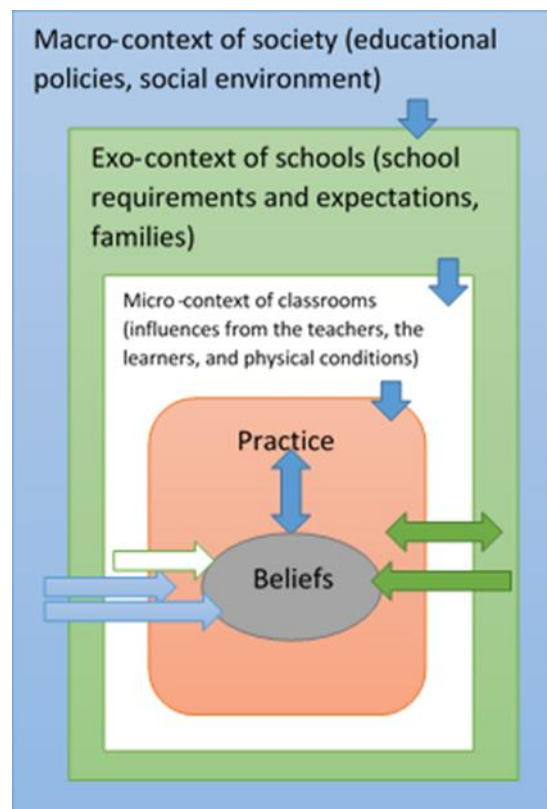 Macro-context of society (educational
policies, social environment)
Exo-context of schools (school
requirements and expectations,
families)
Micro-context of classrooms
(influences from the teachers, the
learners, and physical conditions)
Practice
Beliefs